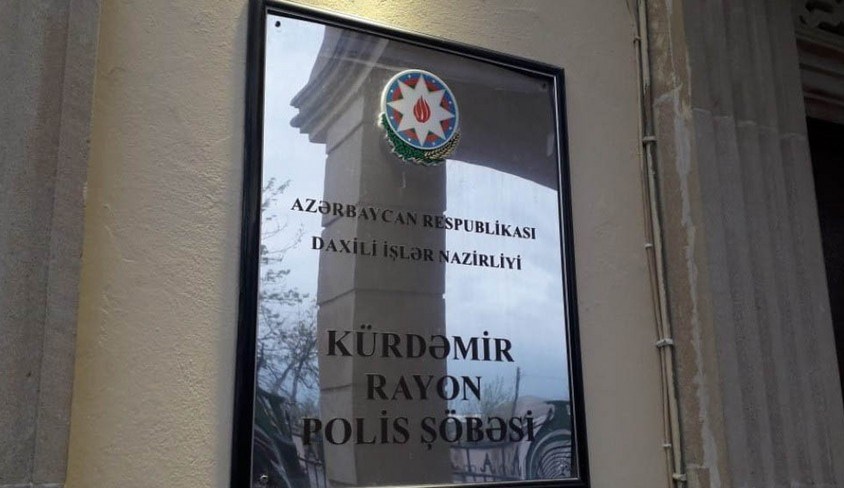 AZƏRBAYCAN RESPUBLİKASI
DAXİLİ İŞLƏR NAZİRLİYİ
KÜRDƏMİR
RAYON
POLİS ŞÖBƏSİ